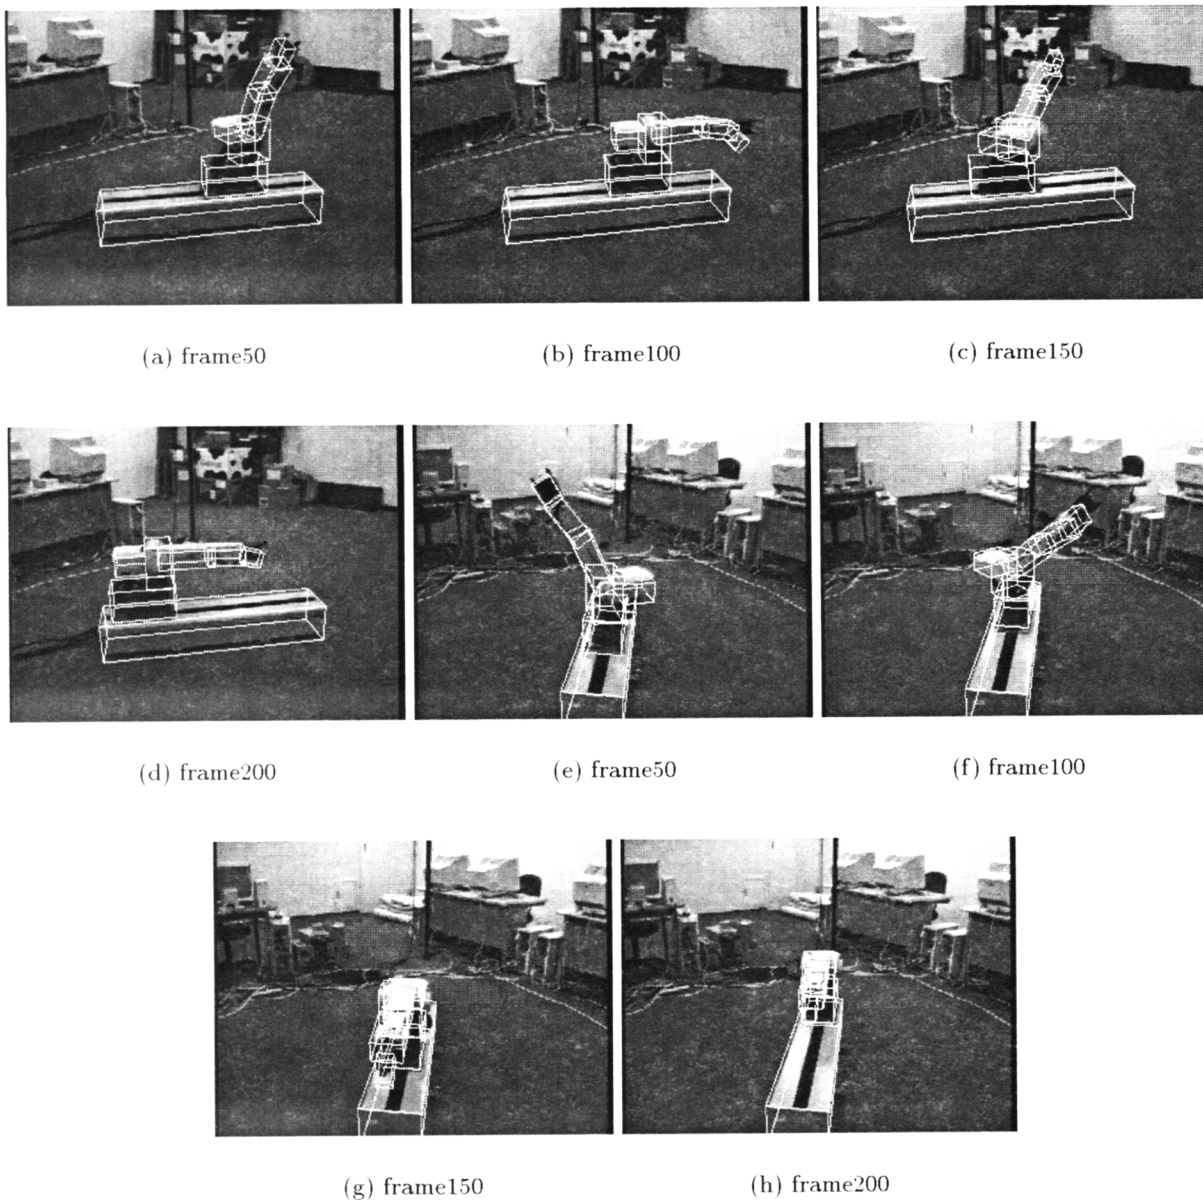 (a) frame50
(b) frame100
(c) frame150
(d) frame200
(e) frame50
(f) frame100
(g) frame150
(h) frame200